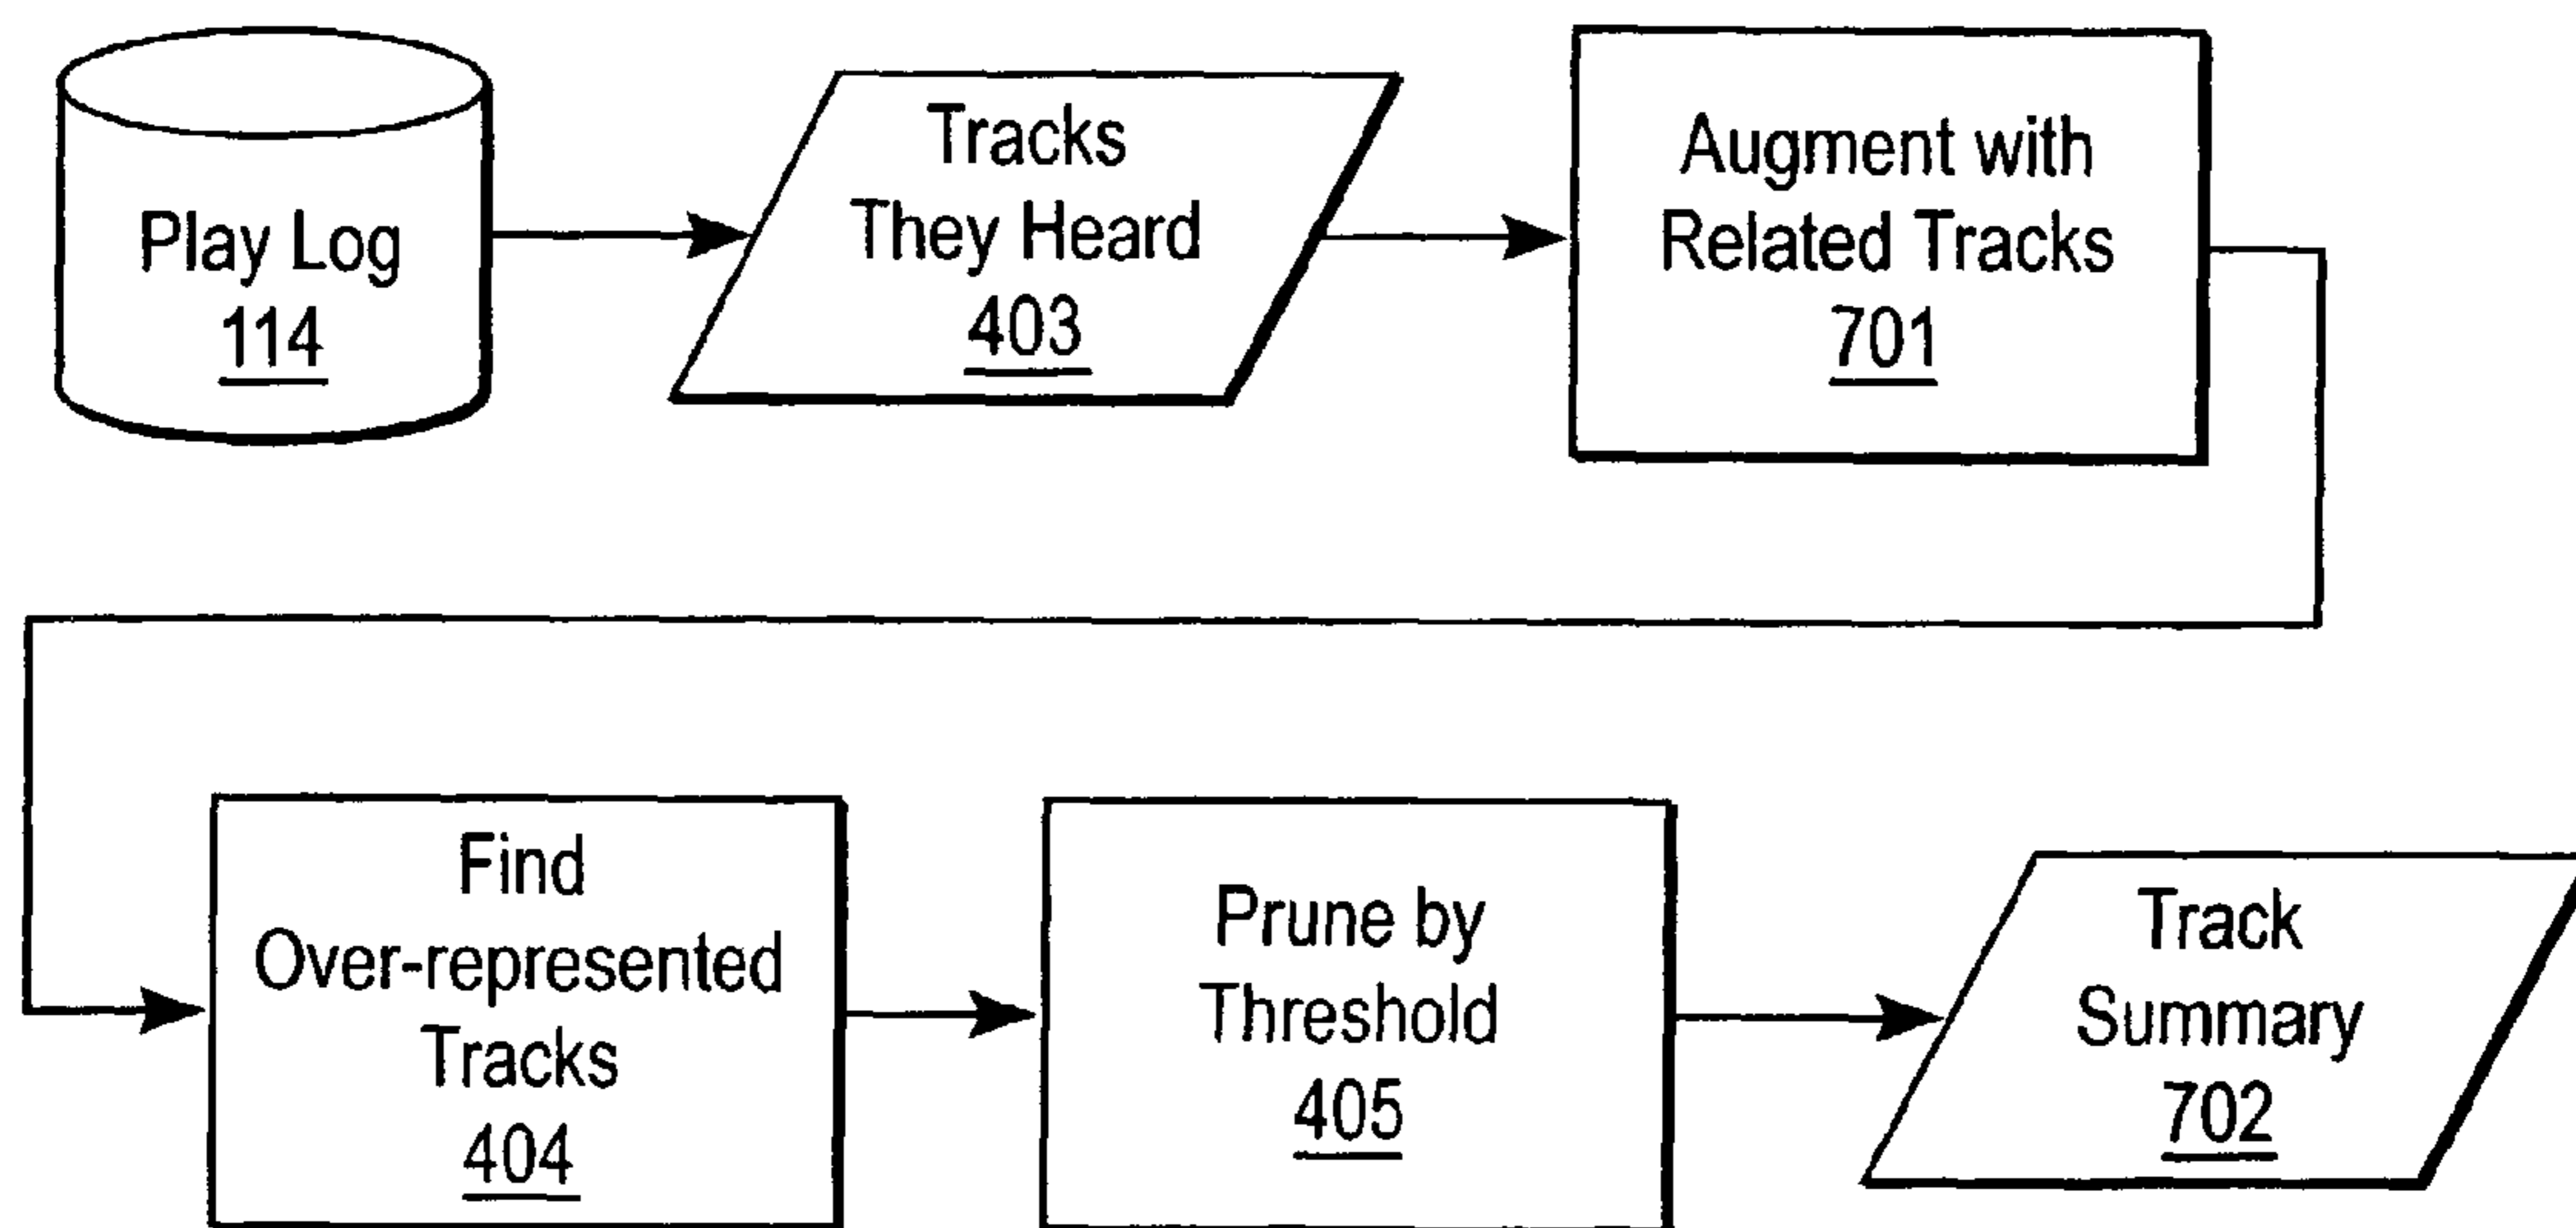 Play Log
114
Tracks
They Heard
403
Augment with
Related Tracks
701
Find
Over-represented
Tracks
404
Prune by
Threshold
405
Track
Summary
702